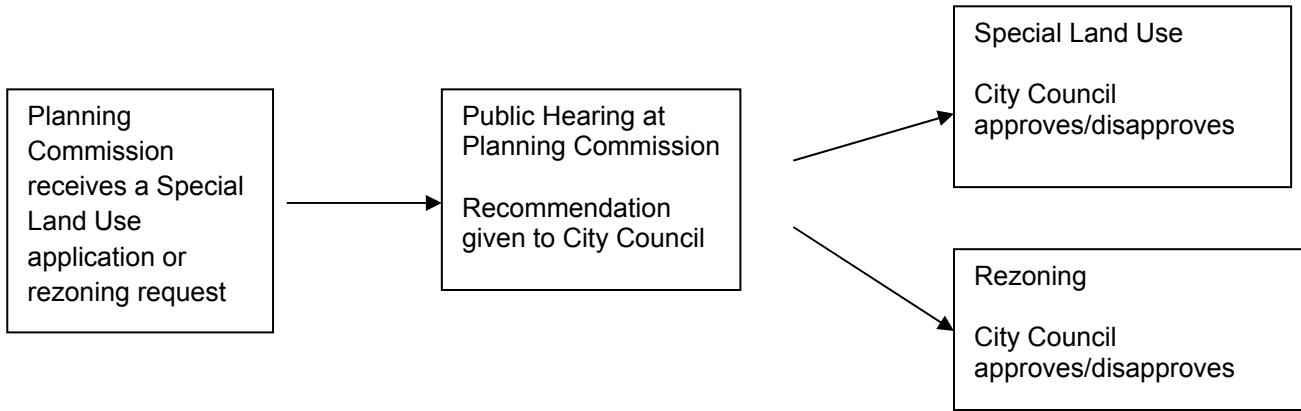 Planning
Commission
receives a Special
Land Use
application or
rezoning request
Public Hearing at
Planning Commission
Recommendation
given to City Council
Special Land Use
City Council
approves/disapproves
Rezoning
City Council
approves/disapproves